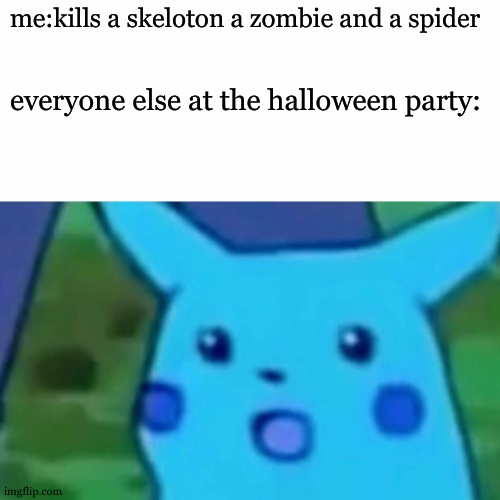 me:kills a skeloton a zombie and a spider
everyone else at the halloween party:
imgflip.com